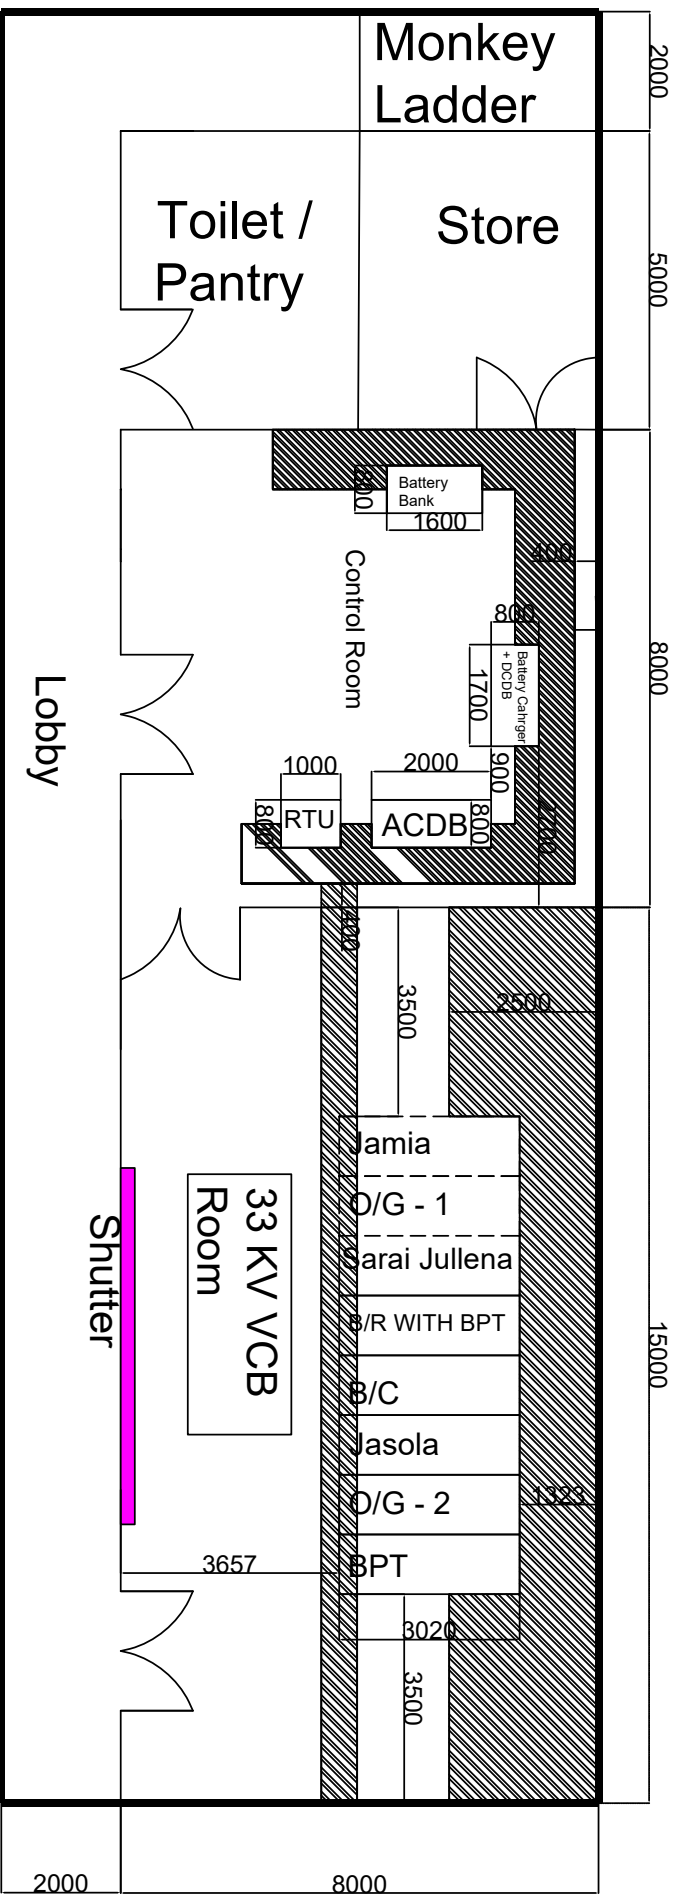 Monkey
Ladder
2000
Toilet /
Pantry
Store
5000
Battery
Bank
1600
Control Room
400
800
Battery Cahrger
+ DCDB
1700
900
8000
Lobby
1000
2000
RTU
ACDB
800
800
2700
400
3500
2500
Jamia
O/G - 1
Sarai Jullena
B/R WITH BPT
B/C
Jasola
O/G - 2
BPT
33 KV VCB
Room
Shutter
15000
1323
3657
3020
3500
2000
8000